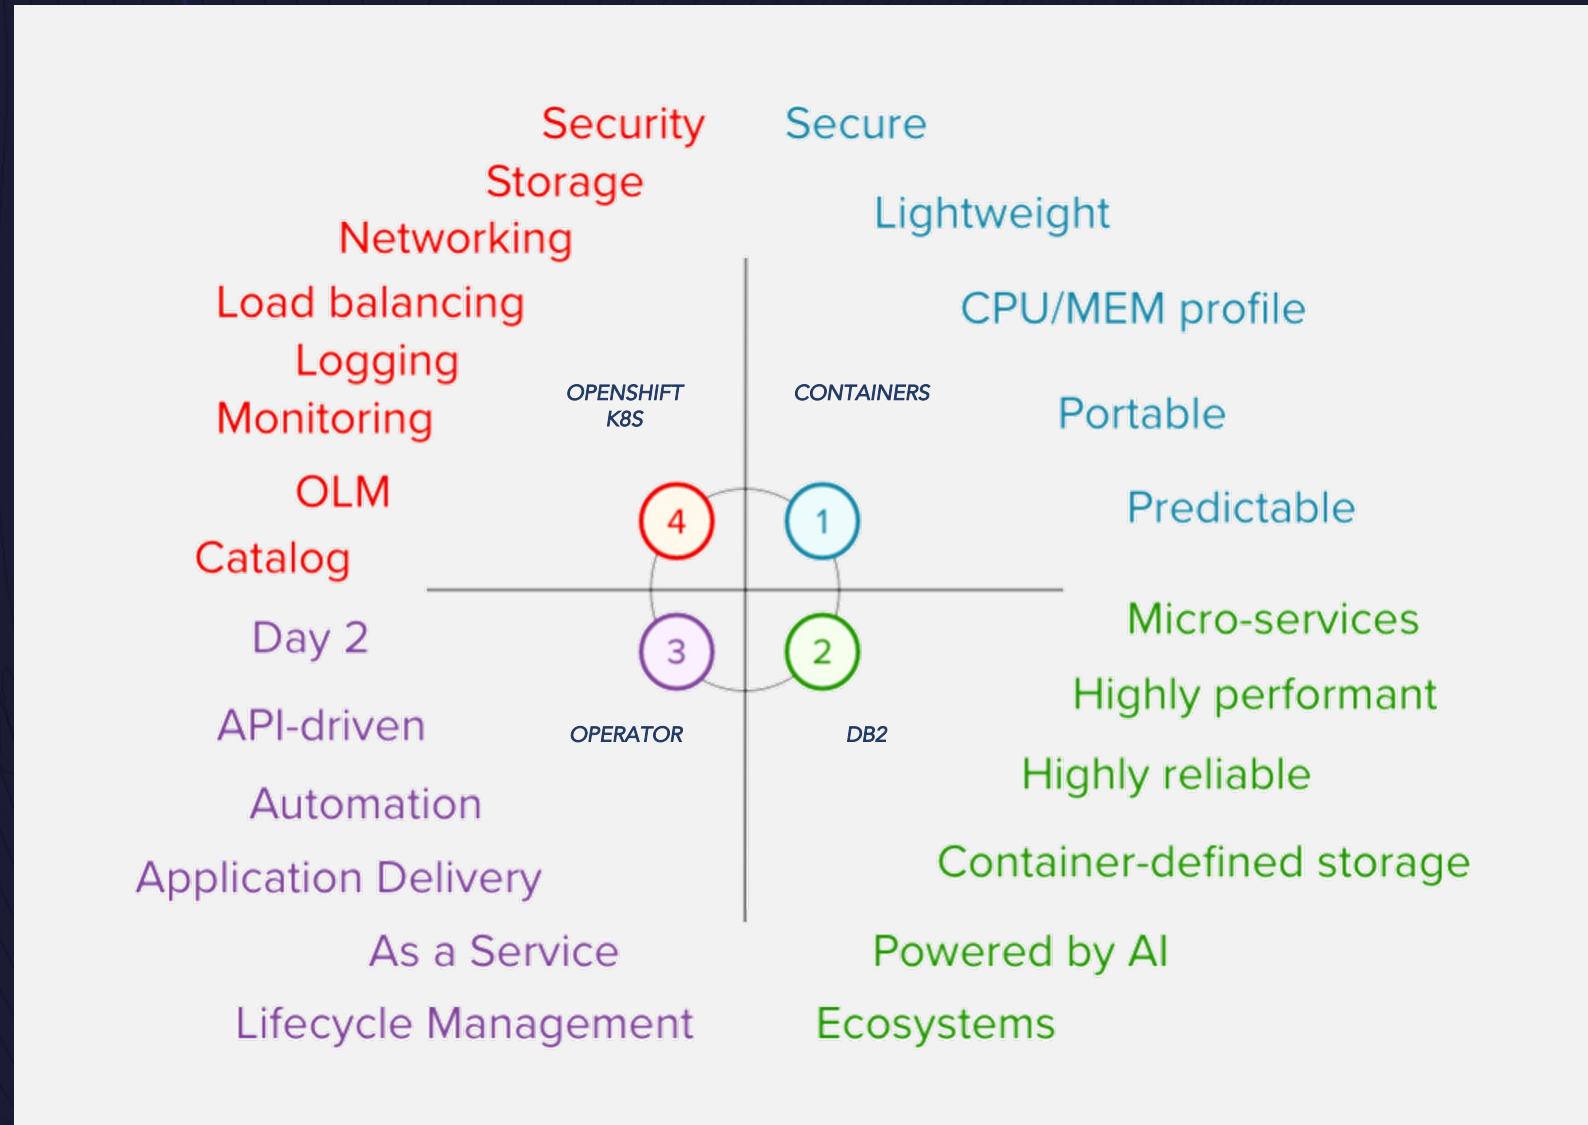 Security
Storage
Networking
Load balancing
Logging
Monitoring
OLM
Catalog
OPENSHIFT
K8S
4
Secure
Lightweight
CPU/MEM profile
Portable
Predictable
CONTAINERS
1
Day 2
API-driven
Automation
Application Delivery
As a Service
Lifecycle Management
OPERATOR
3
Micro-services
Highly performant
Highly reliable
Container-defined storage
Powered by AI
Ecosystems
DB2
2